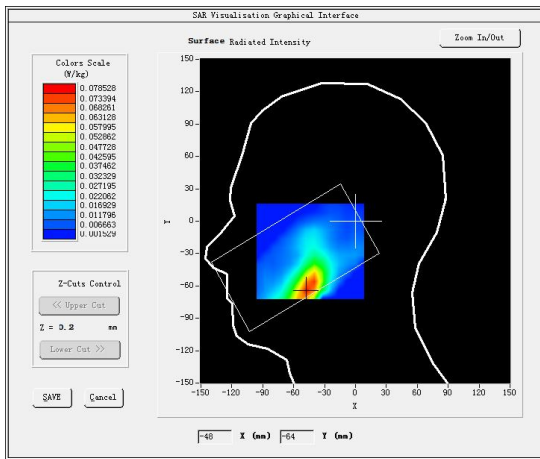 SAR Visualisation Graphical Interface
Surface Radiated Intensity
Zoom In/Out
Colors Scale
(W/kg)
0.078528
0.073394
0.068261
0.063128
0.057995
0.052862
0.047728
0.042595
0.037462
0.032329
0.027195
0.022062
0.016929
0.011796
0.006663
0.001529
Z-Cuts Control
<< Upper Cut
Z = 3.2 mm
Lower Cut >>
SAVE
Cancel
150
120
90
60
30
0
-30
-60
-90
-120
-150
Y
-150 -120 -90 -60 -30 0 30 60 90 120 150
X
-48 X (mm) -64 Y (mm)